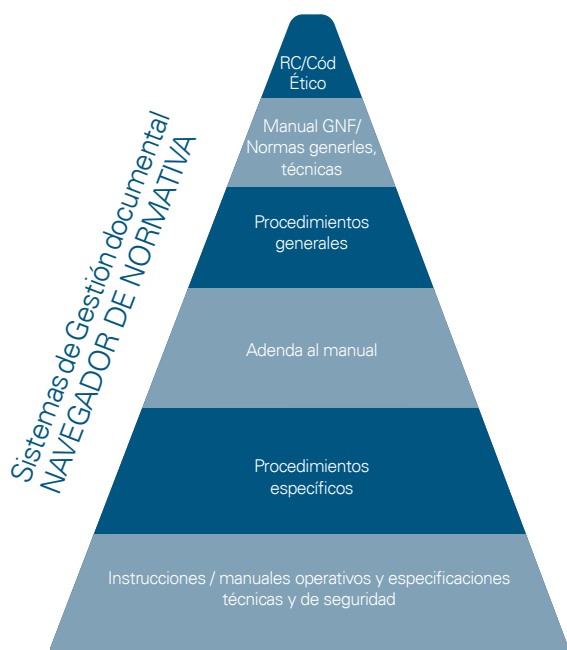 RC/Cód
Ético
Manual GNF/
Normas generles,
técnicas
Procedimientos
generales
Adenda al manual
Procedimientos
específicos
Instrucciones / manuales operativos y especificaciones
técnicas y de seguridad
Sistemas de Gestión documental
NAVEGADOR DE NORMATIVA